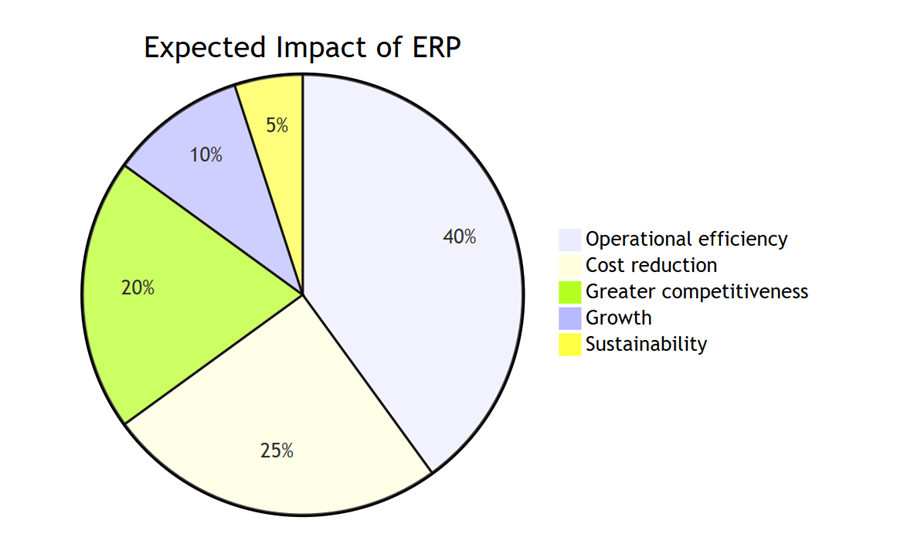 Expected Impact of ERP
5%
10%
40%
20%
25%
Operational efficiency
Cost reduction
Greater competitiveness
Growth
Sustainability